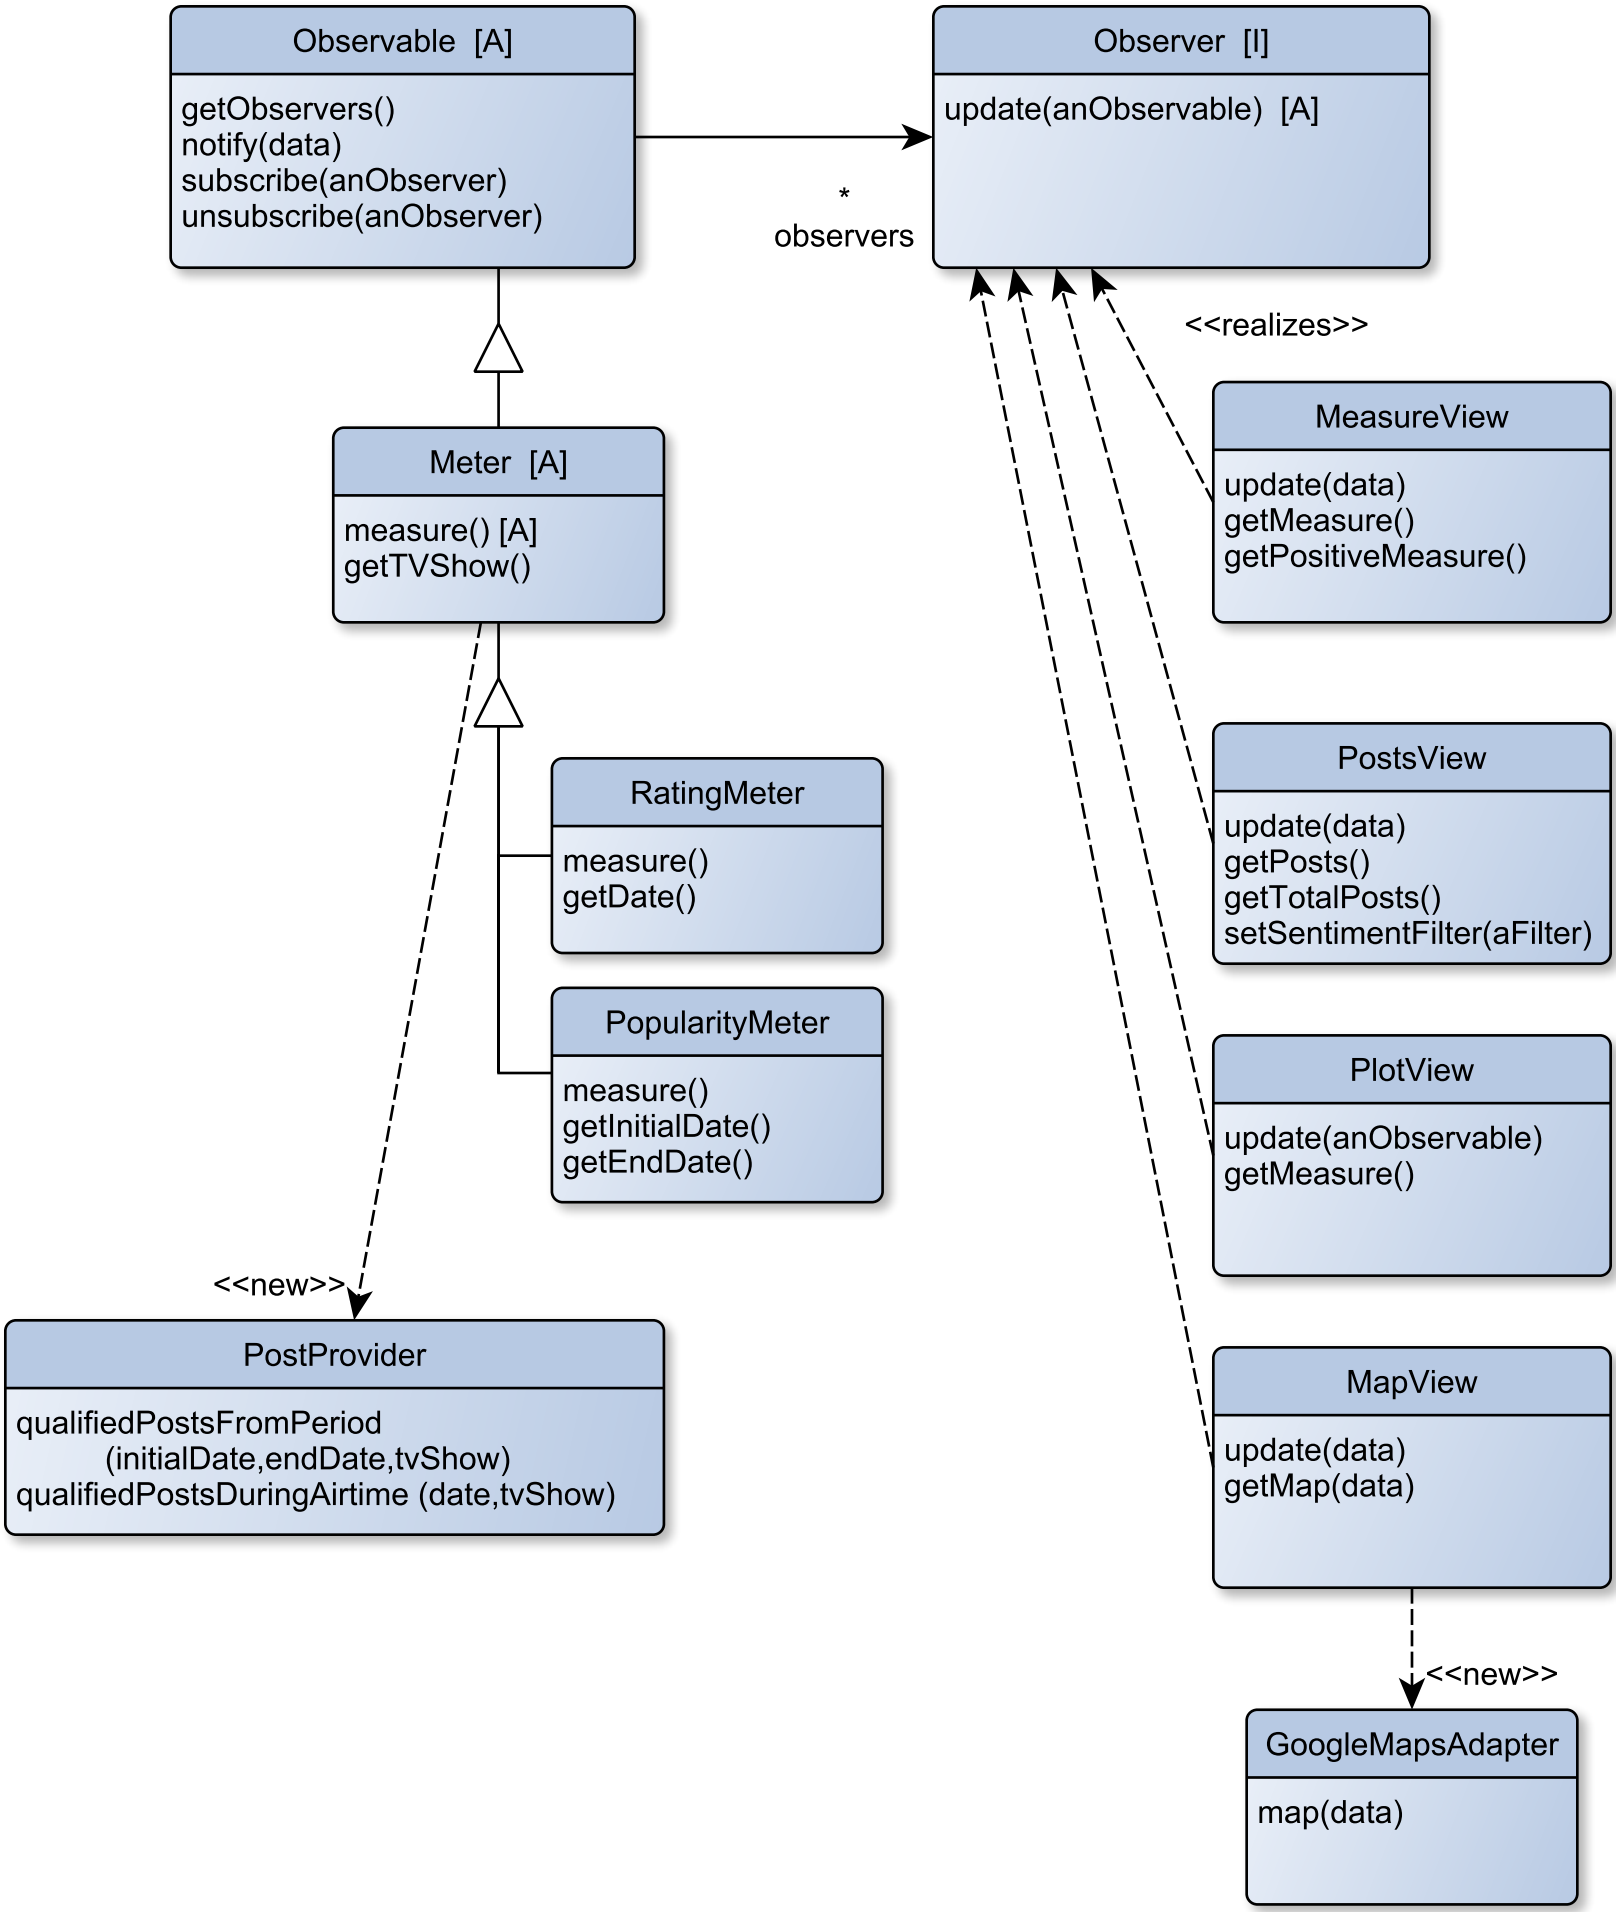 Observable  [A]
getObservers()
notify(data)
subscribe(anObserver)
unsubscribe(anObserver)
Observer  [I]
update(anObservable)  [A]
*
observers
<<realizes>>
Meter  [A]
measure() [A]
getTVShow()
MeasureView
update(data)
getMeasure()
getPositiveMeasure()
RatingMeter
measure()
getDate()
PostsView
update(data)
getPosts()
getTotalPosts()
setSentimentFilter(aFilter)
PopularityMeter
measure()
getInitialDate()
getEndDate()
PlotView
update(anObservable)
getMeasure()
<<new>>
PostProvider
qualifiedPostsFromPeriod
(initialDate,endDate,tvShow)
qualifiedPostsDuringAirtime (date,tvShow)
MapView
update(data)
getMap(data)
<<new>>
GoogleMapsAdapter
map(data)